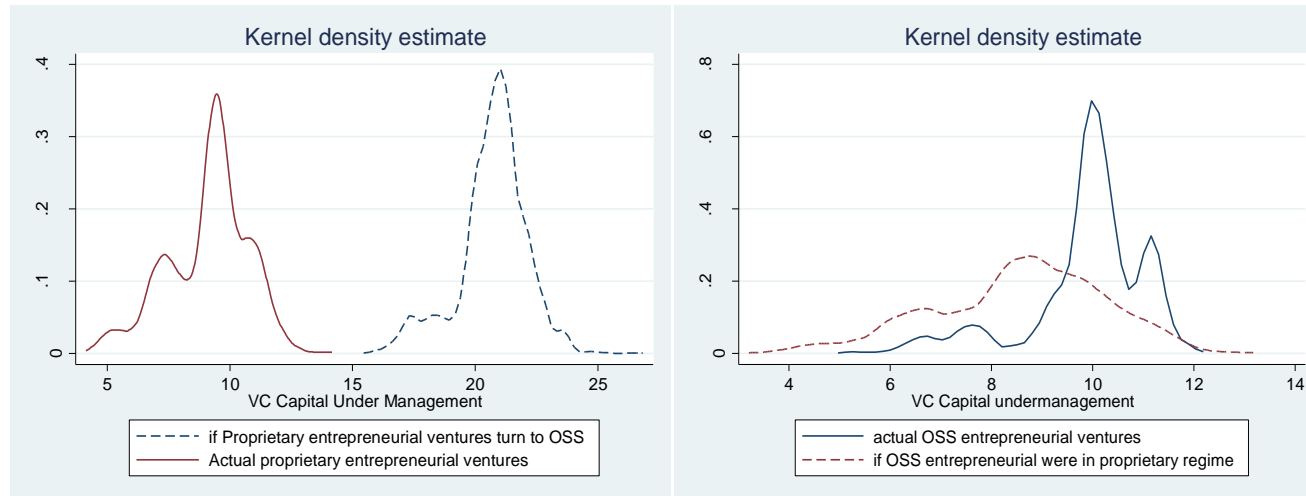 Kernel density estimate
.4
.3
.2
.1
0
5 10 15 20 25
VC Capital Under Management
if Proprietary entrepreneurial ventures turn to OSS
Actual proprietary entrepreneurial ventures
Kernel density estimate
.8
.6
.4
.2
0
4 6 8 10 12 14
VC Capital undermanagement
actual OSS entrepreneurial ventures
if OSS entrepreneurial were in proprietary regime